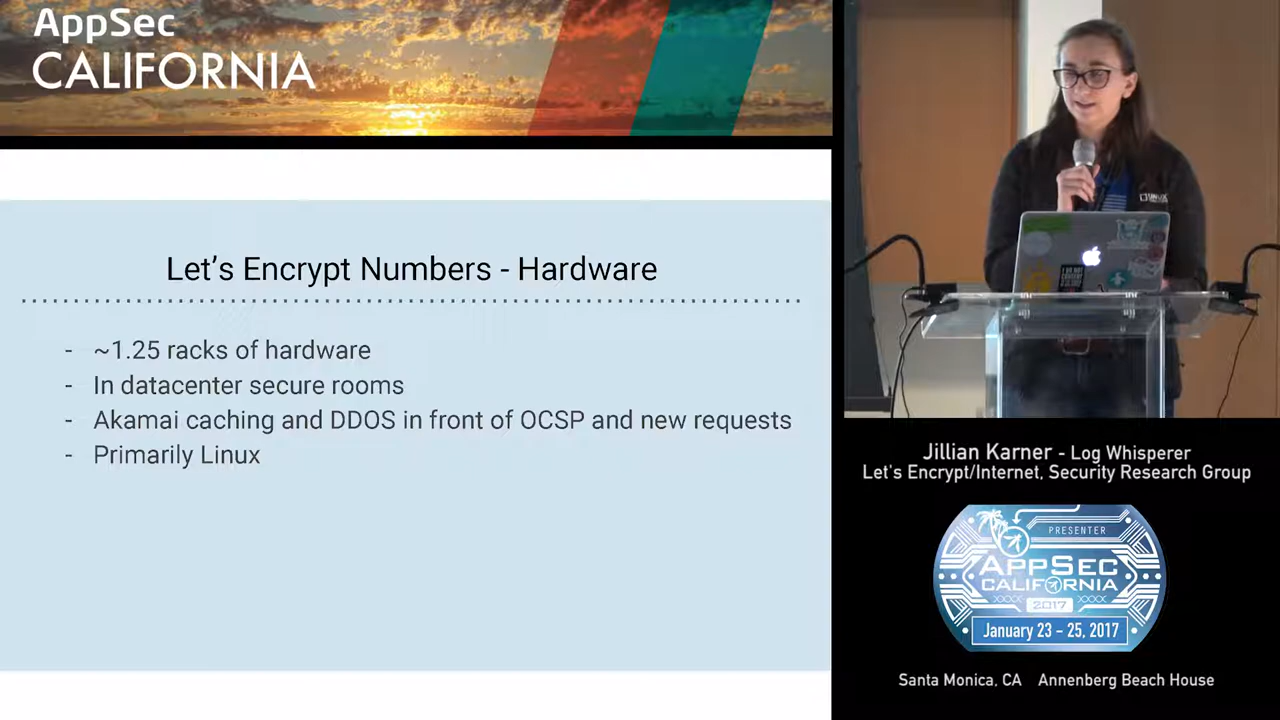 AppSec
CALIFORNIA
Let's Encrypt Numbers - Hardware
- ~1.25 racks of hardware
- In datacenter secure rooms
- Akamai caching and DDOS in front of OCSP and new requests
- Primarily Linux
Jillian Karner - Log Whisperer
Let's Encrypt/Internet, Security Research Group
PRESENTER
APPSEC
CALIFORNIA
2017
January 23 - 25, 2017
Santa Monica, CA Annenberg Beach House